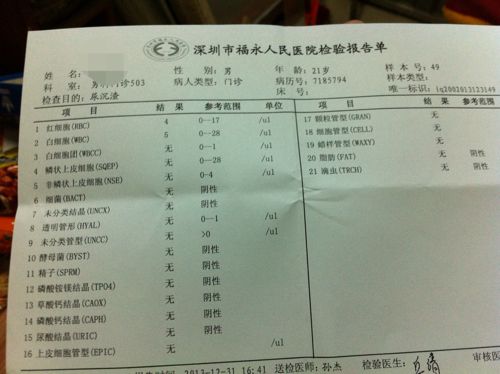 深圳市福永人民医院检验报告单
姓 名: 性 别: 男 年 龄: 21岁 样 本 号: 49
科 室: 男科门诊503 病人类型: 门诊 病历号: 7185794 样本类型:
检查目的: 尿沉渣 床 号: 唯一标识: lq2002013123149
项 目 结 果 参考范围 单位 项 目 结 果 参考范围
1 红细胞(RBC) 4 0--17 /ul 17 颗粒管型(GRAN) 无
2 白细胞(WBC) 5 0--28 /ul 18 细胞管型(CELL) 无
3 白细胞团(WBCC) 无 0--1 /ul 19 蜡样管型(WAXY) 无
4 鳞状上皮细胞(SQEP) 无 0--28 /ul 20 脂肪(FAT) 无 阴性
5 非鳞状上皮细胞(NSE) 无 0-4 /ul 21 滴虫(TRCH) 无 阴性
6 细菌(BACT) 无 阴性
7 未分类结晶(UNCX) 无 阴性
8 透明管形(HYAL) 无 0--1 /ul
9 未分类管型(UNCC) 无 >0 /ul
10 酵母菌(BYST) 无 阴性
11 精子(SPRM) 无 阴性
12 磷酸铵镁结晶(TPO4) 无 阴性
13 草酸钙结晶(CAOX) 无 阴性
14 磷酸钙结晶(CAPH) 无 阴性
15 尿酸结晶(URIC) 无 阴性
16 上皮细胞管型(EPIC) 无 /ul
2013-12-31 16:41 送检医师: 孙杰 检验医生: 审核医